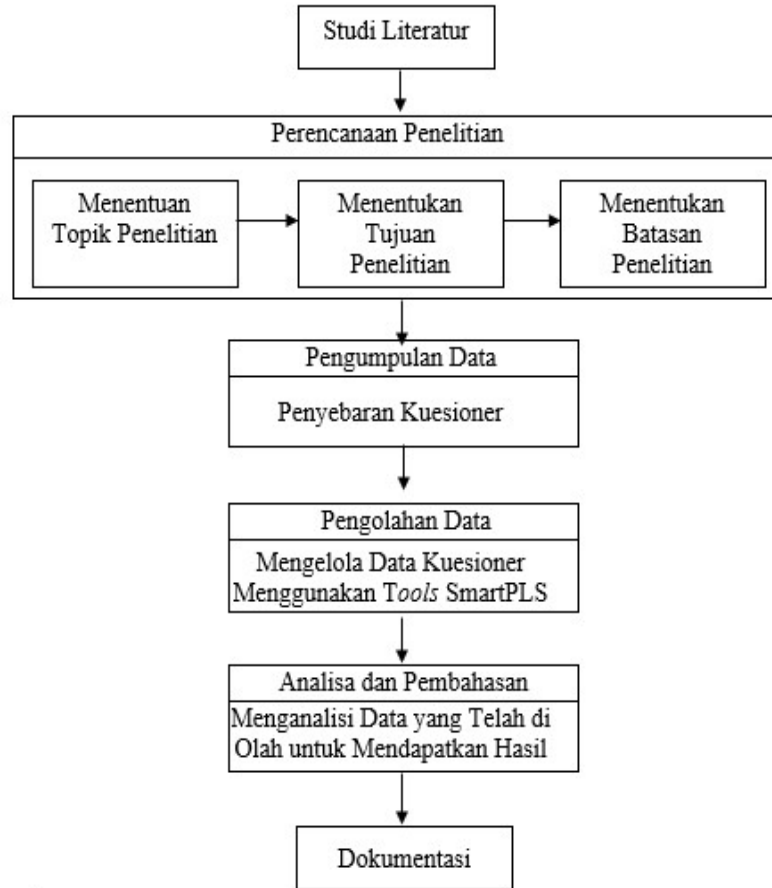 Studi Literatur
Perencanaan Penelitian
Menentuan
Topik Penelitian
Menentukan
Tujuan
Penelitian
Menentukan
Batasan
Penelitian
Pengumpulan Data
Penyebaran Kuesioner
Pengolahan Data
Mengelola Data Kuesioner
Menggunakan Tools SmartPLS
Analisa dan Pembahasan
Menganalisi Data yang Telah di
Olah untuk Mendapatkan Hasil
Dokumentasi